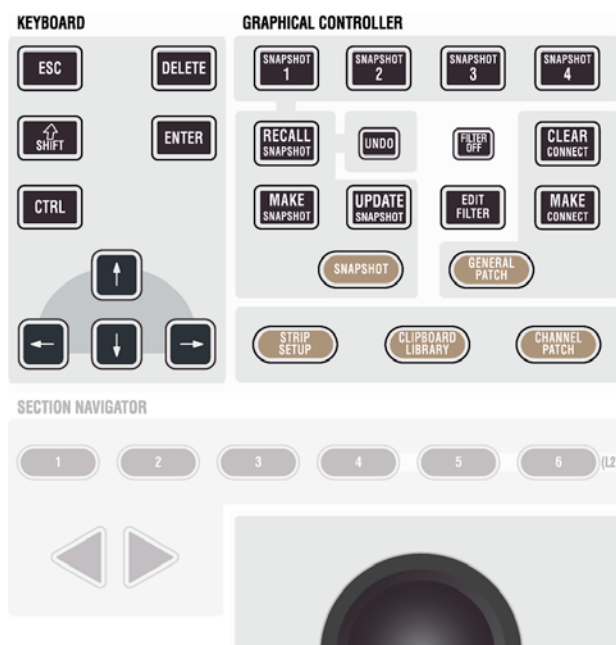 KEYBOARD
GRAPHICAL CONTROLLER
ESC
DELETE
SNAPSHOT
1
SNAPSHOT
2
SNAPSHOT
3
SNAPSHOT
4
SHIFT
ENTER
RECALL
SNAPSHOT
UNDO
FILTER
OFF
CLEAR
CONNECT
CTRL
MAKE
SNAPSHOT
UPDATE
SNAPSHOT
EDIT
FILTER
MAKE
CONNECT
SNAPSHOT
GENERAL
PATCH
STRIP
SETUP
CLIPBOARD
LIBRARY
CHANNEL
PATCH
SECTION NAVIGATOR
1
2
3
4
5
6
(L2